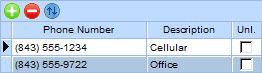 Phone Number Description Unl.
(843) 555-1234 Cellular
(843) 555-9722 Office